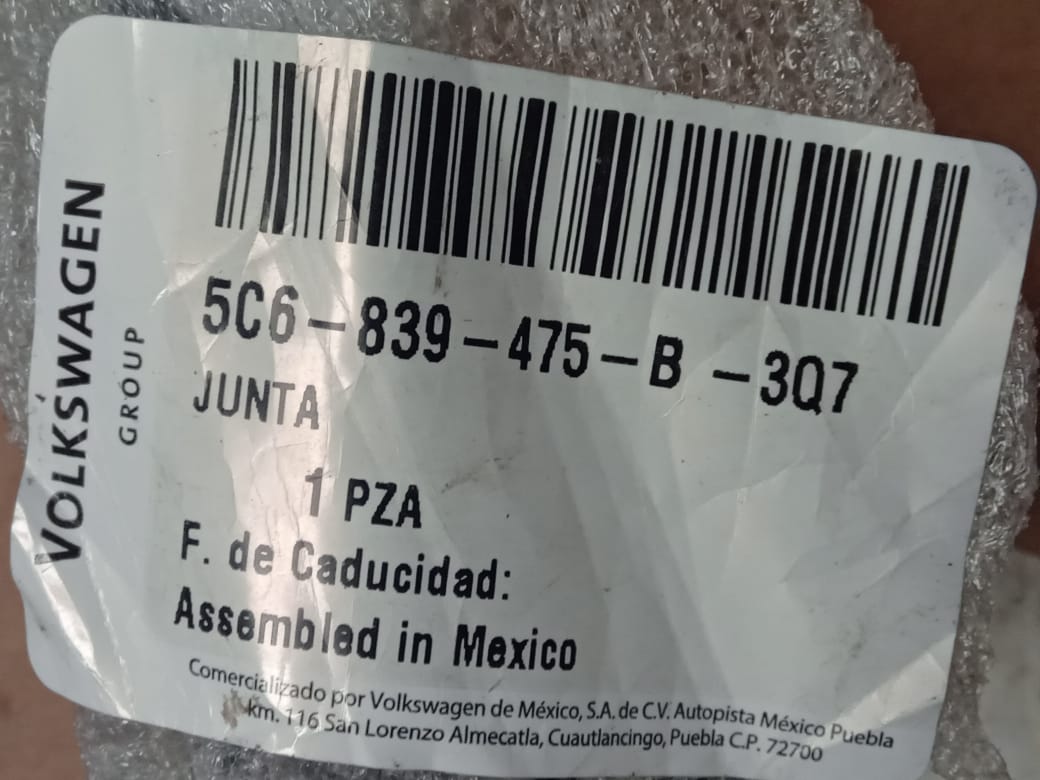 VOLKSWAGEN
GROUP
5C6-839-475-B -3Q7
JUNTA
1 PZA
F. de Caducidad:
Assembled in Mexico
Comercializado por Volkswagen de México, S.A. de C.V. Autopista México Puebla
km. 116 San Lorenzo Almecatla, Cuautlancingo, Puebla C.P. 72700